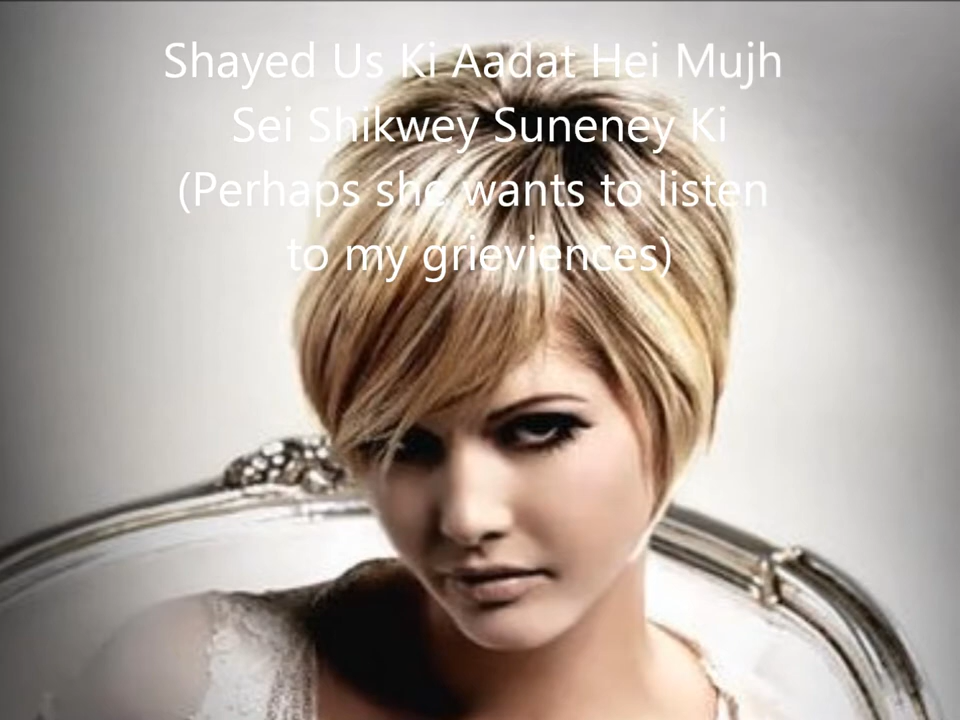 Shayed Us Ki Aadat Hei Mujh
Sei Shikwey Suneney Ki
(Perhaps she wants to listen
to my grieviences)